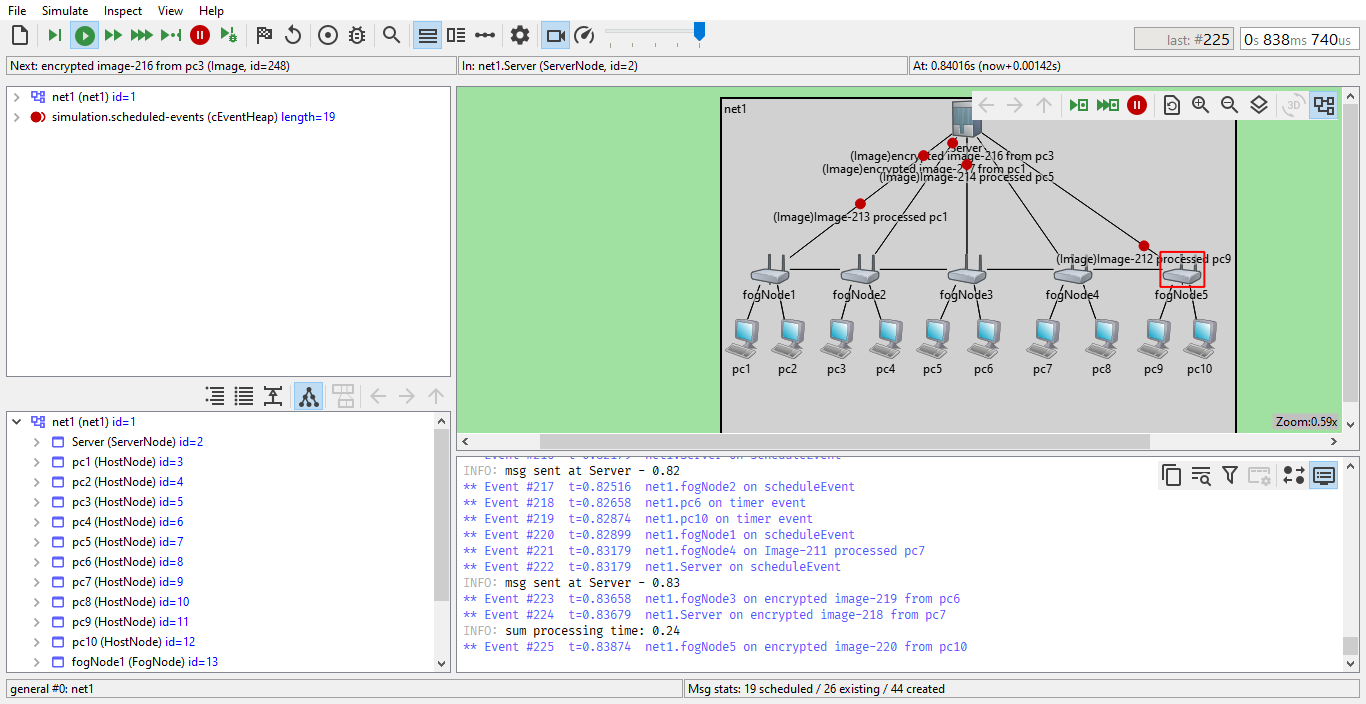 File Simulate Inspect View Help
last: #225 0s 838ms 740us
Next: encrypted image-216 from pc3 (Image, id=248) In: net1.Server (ServerNode, id=2) At: 0.84016s (now+0.00142s)
net1 (net1) id=1
simulation.scheduled-events (cEventHeap) length=19
net1
3D
Server
(Image)encrypted image-216 from pc3
(Image)encrypted image-217 from pc1
(Image)Image-214 processed pc5
(Image)Image-213 processed pc1
(Image)Image-212 processed pc9
fogNode1 fogNode2 fogNode3 fogNode4 fogNode5
pc1 pc2 pc3 pc4 pc5 pc6 pc7 pc8 pc9 pc10
Zoom:0.59x
net1 (net1) id=1
Server (ServerNode) id=2
pc1 (HostNode) id=3
pc2 (HostNode) id=4
pc3 (HostNode) id=5
pc4 (HostNode) id=6
pc5 (HostNode) id=7
pc6 (HostNode) id=8
pc7 (HostNode) id=9
pc8 (HostNode) id=10
pc9 (HostNode) id=11
pc10 (HostNode) id=12
fogNode1 (FogNode) id=13
INFO: msg sent at Server - 0.82
** Event #217 t=0.82516 net1.fogNode2 on scheduleEvent
** Event #218 t=0.82658 net1.pc6 on timer event
** Event #219 t=0.82874 net1.pc10 on timer event
** Event #220 t=0.82899 net1.fogNode1 on scheduleEvent
** Event #221 t=0.83179 net1.fogNode4 on Image-211 processed pc7
** Event #222 t=0.83179 net1.Server on scheduleEvent
INFO: msg sent at Server - 0.83
** Event #223 t=0.83658 net1.fogNode3 on encrypted image-219 from pc6
** Event #224 t=0.83679 net1.Server on encrypted image-218 from pc7
INFO: sum processing time: 0.24
** Event #225 t=0.83874 net1.fogNode5 on encrypted image-220 from pc10
general #0: net1 Msg stats: 19 scheduled / 26 existing / 44 created